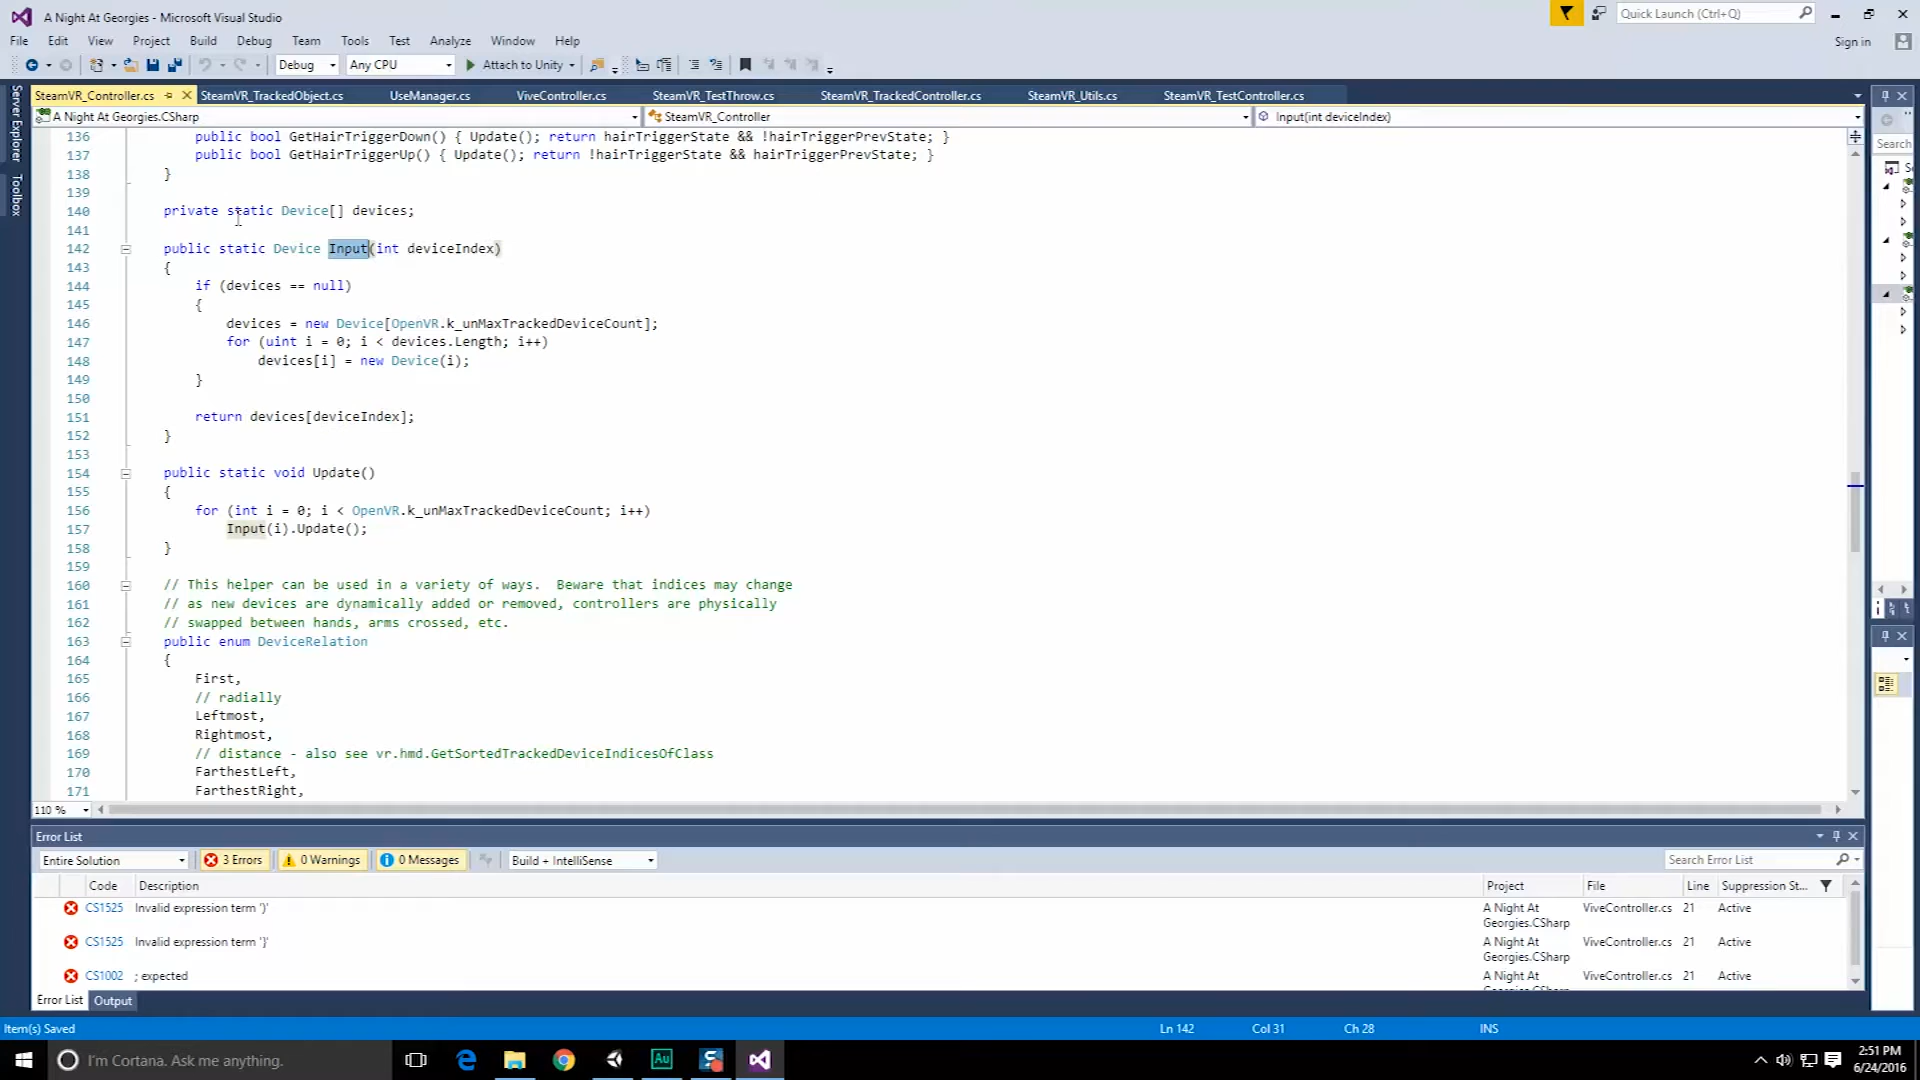 A Night At Georgies - Microsoft Visual Studio
Quick Launch (Ctrl+Q)
File Edit View Project Build Debug Team Tools Test Analyze Window Help
Sign in
Debug Any CPU Attach to Unity
Server Explorer
Toolbox
SteamVR_Controller.cs SteamVR_TrackedObject.cs UseManager.cs ViveController.cs SteamVR_TestThrow.cs SteamVR_TrackedController.cs SteamVR_Utils.cs SteamVR_TestController.cs
A Night At Georgies.CSharp SteamVR_Controller Input(int deviceIndex)
Search
136 public bool GetHairTriggerDown() { Update(); return hairTriggerState && !hairTriggerPrevState; }
137 public bool GetHairTriggerUp() { Update(); return !hairTriggerState && hairTriggerPrevState; }
138 }
139
140 private static Device[] devices;
141
142 public static Device Input(int deviceIndex)
143 {
144 if (devices == null)
145 {
146 devices = new Device[OpenVR.k_unMaxTrackedDeviceCount];
147 for (uint i = 0; i < devices.Length; i++)
148 devices[i] = new Device(i);
149 }
150
151 return devices[deviceIndex];
152 }
153
154 public static void Update()
155 {
156 for (int i = 0; i < OpenVR.k_unMaxTrackedDeviceCount; i++)
157 Input(i).Update();
158 }
159
160 // This helper can be used in a variety of ways.  Beware that indices may change
161 // as new devices are dynamically added or removed, controllers are physically
162 // swapped between hands, arms crossed, etc.
163 public enum DeviceRelation
164 {
165 First,
166 // radially
167 Leftmost,
168 Rightmost,
169 // distance - also see vr.hmd.GetSortedTrackedDeviceIndicesOfClass
170 FarthestLeft,
171 FarthestRight,
110 %
Error List
Entire Solution 3 Errors 0 Warnings 0 Messages Build + IntelliSense Search Error List
Code Description Project File Line Suppression St...
CS1525 Invalid expression term ')' A Night At Georgies.CSharp ViveController.cs 21 Active
CS1525 Invalid expression term '}' A Night At Georgies.CSharp ViveController.cs 21 Active
CS1002 ; expected A Night At ViveController.cs 21 Active
Error List Output
Item(s) Saved Ln 142 Col 31 Ch 28 INS
I'm Cortana. Ask me anything.
Au
2:51 PM
6/24/2016